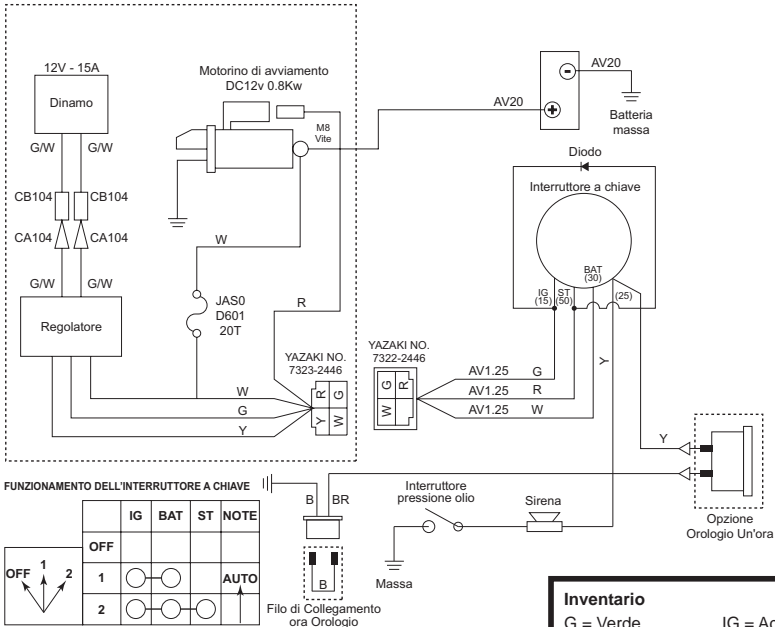 12V - 15A
Dinamo
G/W
G/W
CB104
CB104
CA104
CA104
G/W
G/W
Regolatore
Motorino di avviamento
DC12v 0.8Kw
M8
Vite
W
JAS0
D601
20T
R
YAZAKI NO.
7323-2446
R
G
Y
W
W
G
Y
AV20
AV20
Batteria
massa
Diodo
Interruttore a chiave
BAT
(30)
IG
(15)
ST
(50)
(25)
YAZAKI NO.
7322-2446
G
R
W
AV1.25 G
AV1.25 R
AV1.25 W
Y
Y
Opzione
Orologio Un'ora
FUNZIONAMENTO DELL'INTERRUTTORE A CHIAVE
IG BAT ST NOTE
OFF
1 AUTO
2
OFF 1 2
B
BR
B
Filo di Collegamento
ora Orologio
Interruttore
pressione olio
Massa
Sirena
Inventario
G = Verde